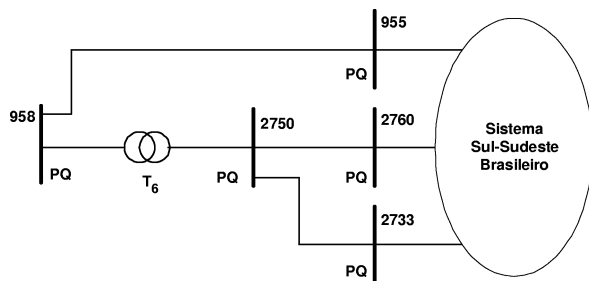 955
PQ
958
PQ
T6
2750
PQ
2760
PQ
Sistema
Sul-Sudeste
Brasileiro
2733
PQ